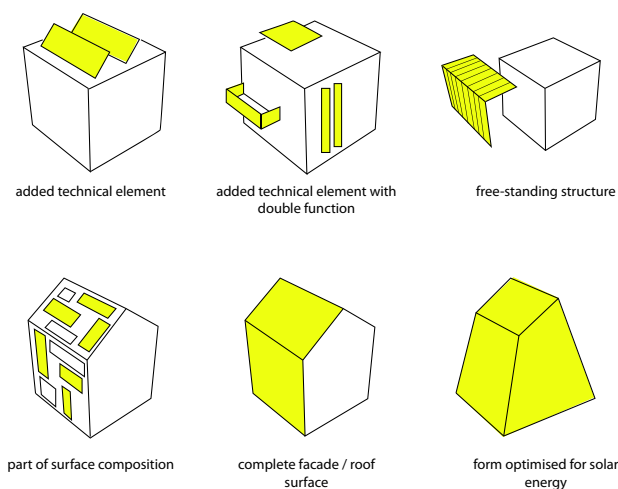 added technical element
added technical element with
double function
free-standing structure
part of surface composition
complete facade / roof
surface
form optimised for solar
energy